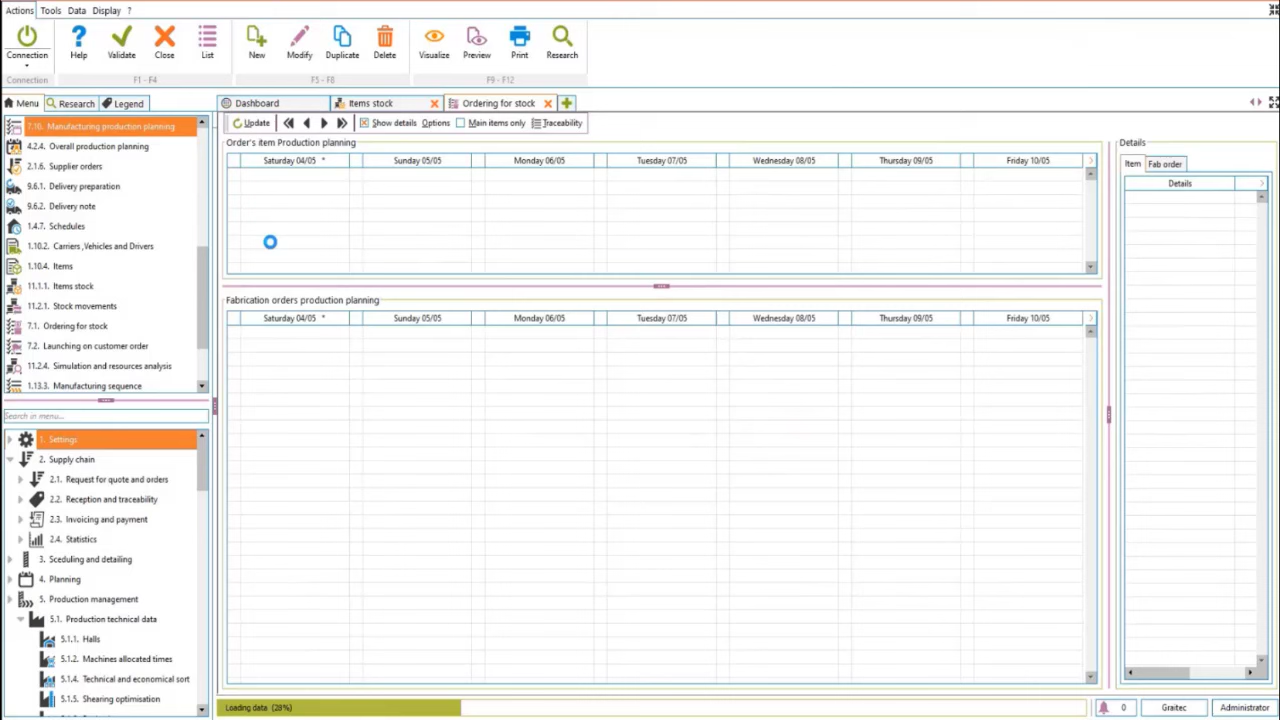 Actions Tools Data Display ?
Connection Help Validate Close List New Modify Duplicate Delete Visualize Preview Print Research
Connection F1 - F4 F5 - F8 F9 - F12
Menu Research Legend Dashboard Items stock Ordering for stock
7.10. Manufacturing production planning
4.2.4. Overall production planning
2.1.6. Supplier orders
9.6.1. Delivery preparation
9.6.2. Delivery note
1.4.7. Schedules
1.10.2. Carriers ,Vehicles and Drivers
1.10.4. Items
11.1.1. Items stock
11.2.1. Stock movements
7.1. Ordering for stock
7.2. Launching on customer order
11.2.4. Simulation and resources analysis
1.13.3. Manufacturing sequence
Search in menu...
1. Settings
2. Supply chain
2.1. Request for quote and orders
2.2. Reception and traceability
2.3. Invoicing and payment
2.4. Statistics
3. Sceduling and detailing
4. Planning
5. Production management
5.1. Production technical data
5.1.1. Halls
5.1.2. Machines allocated times
5.1.4. Technical and economical sort
5.1.5. Shearing optimisation
Update Show details Options Main items only Traceability
Order's item Production planning
Saturday 04/05 * Sunday 05/05 Monday 06/05 Tuesday 07/05 Wednesday 08/05 Thursday 09/05 Friday 10/05
Fabrication orders production planning
Saturday 04/05 * Sunday 05/05 Monday 06/05 Tuesday 07/05 Wednesday 08/05 Thursday 09/05 Friday 10/05
Details
Item Fab order
Details
Loading data (28%)
0 Graitec Administrator